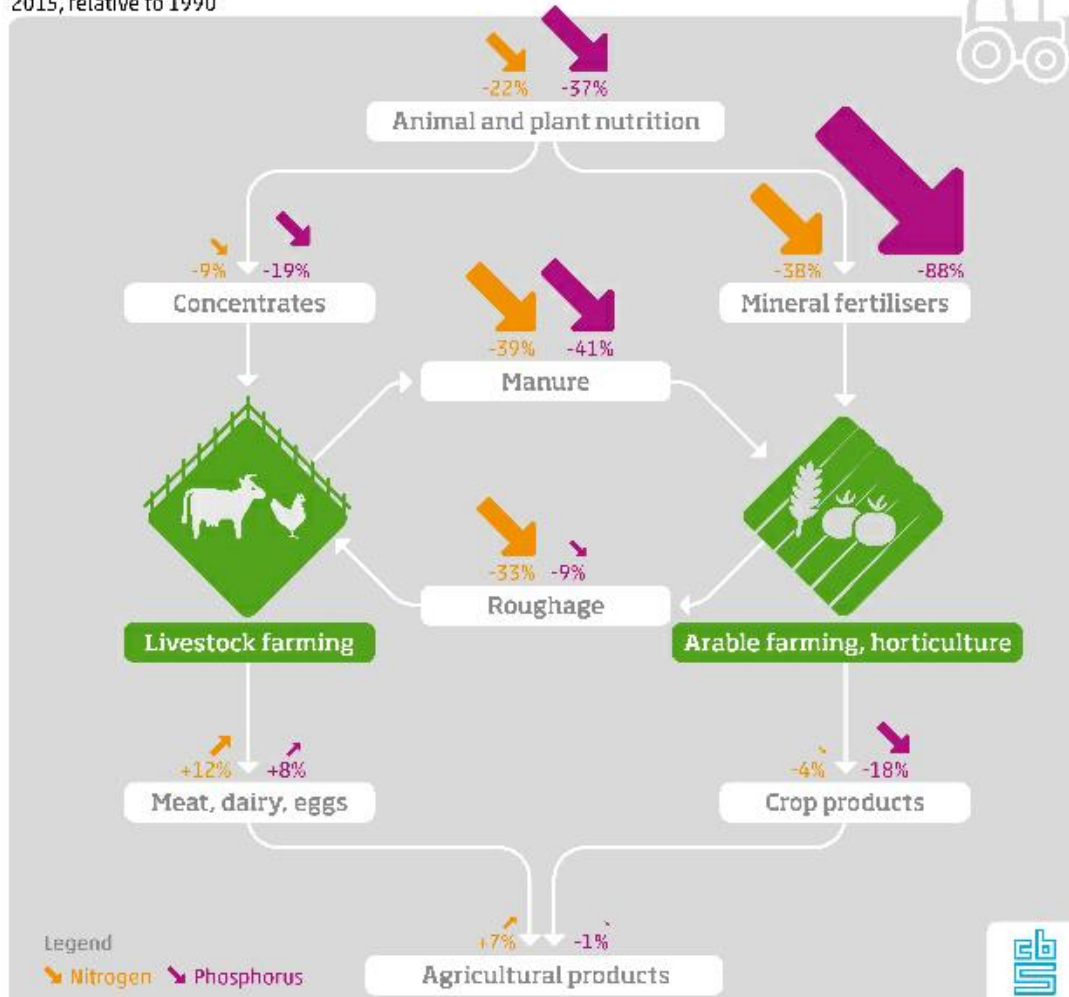 2015, relative to 1990
-22% -37%
Animal and plant nutrition
-9% -19%
Concentrates
-38% -88%
Mineral fertilisers
-39% -41%
Manure
-33% -9%
Roughage
Livestock farming
Arable farming, horticulture
+12% +8%
Meat, dairy, eggs
-4% -18%
Crop products
+7% -1%
Agricultural products
Legend
Nitrogen Phosphorus
cbs